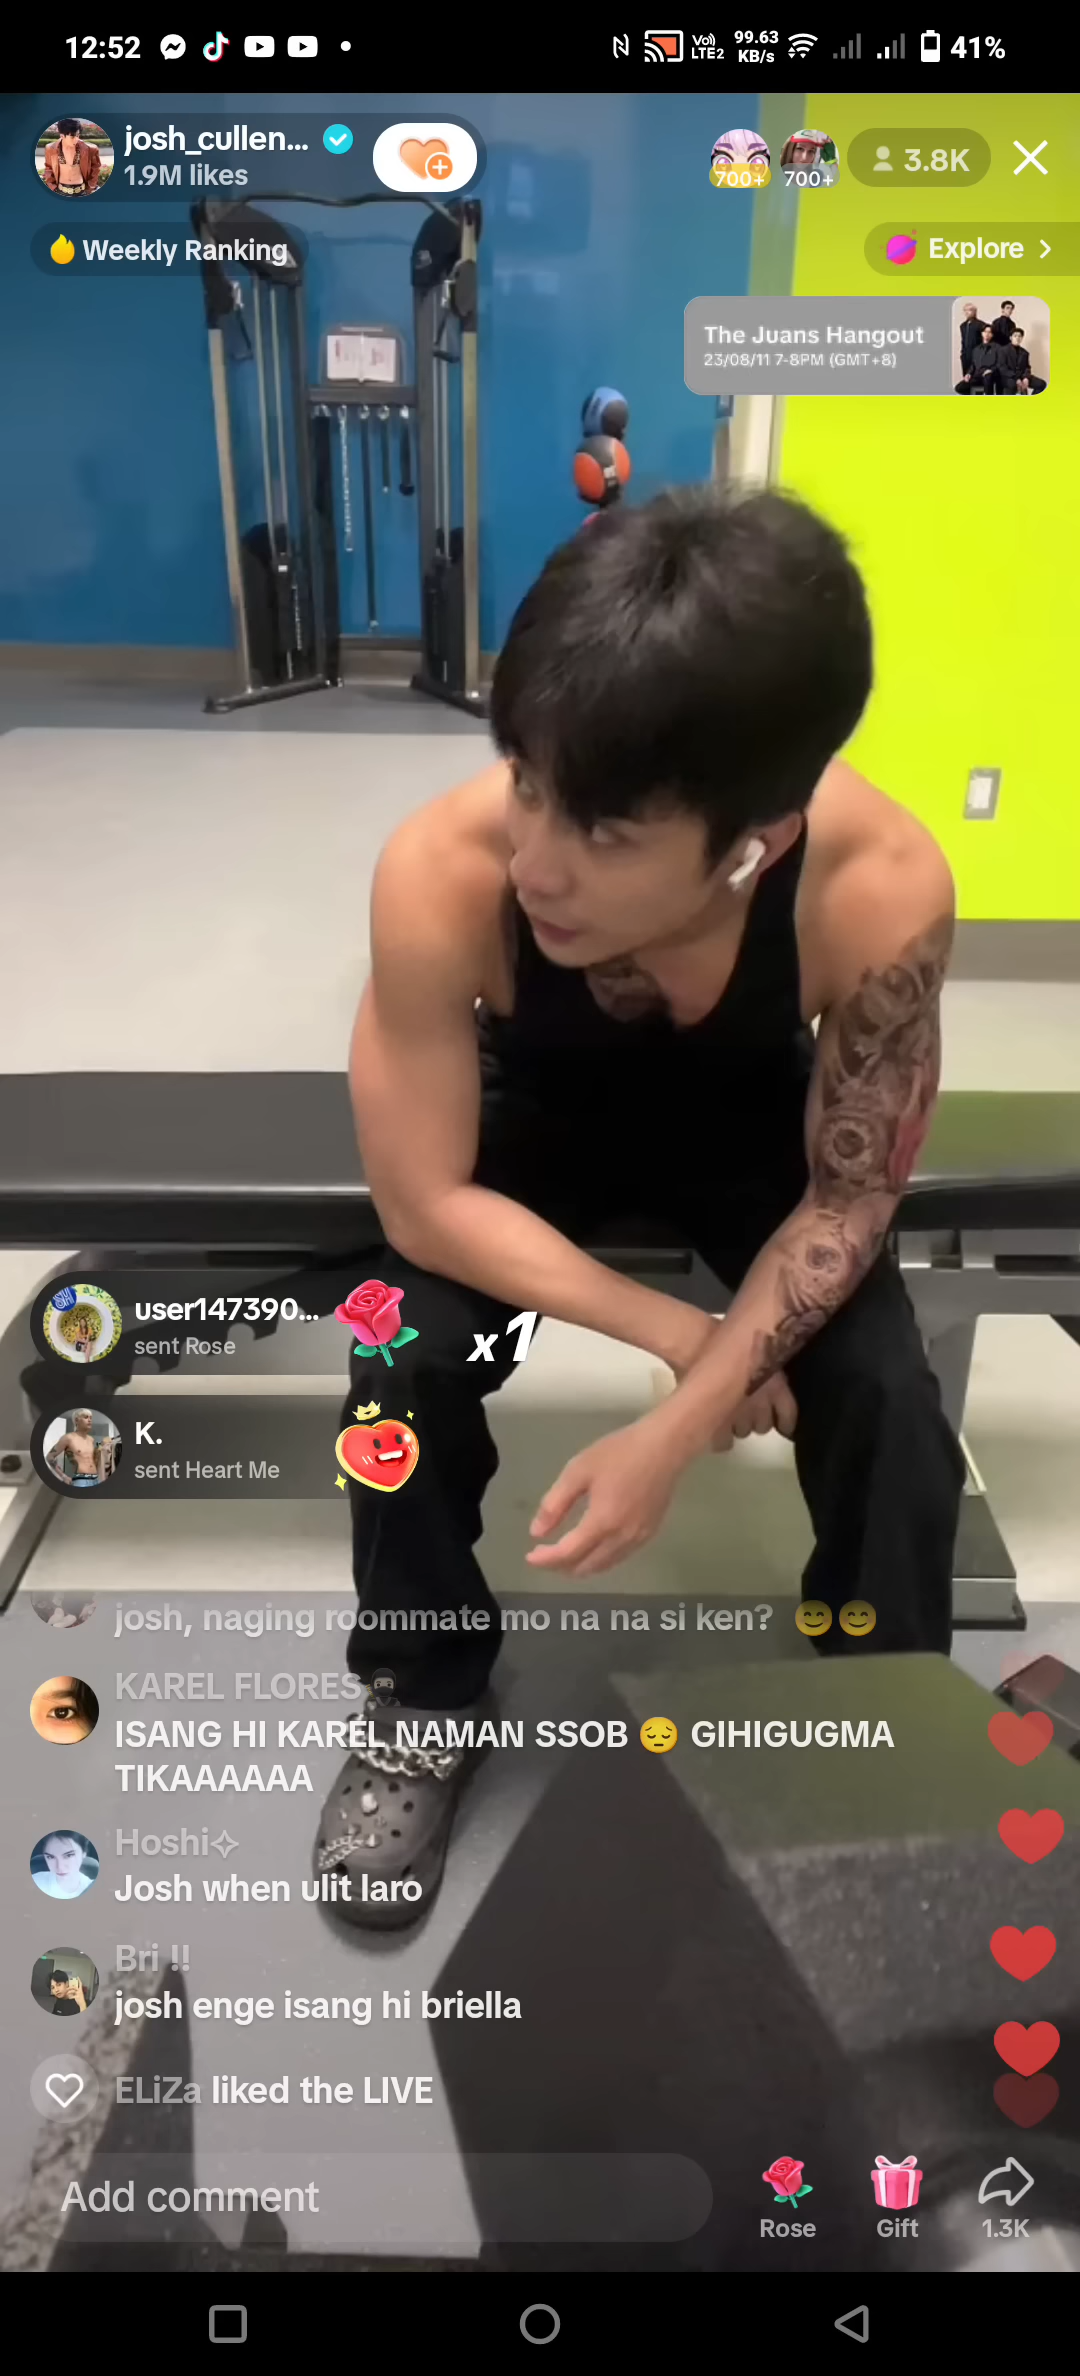 12:52
Vo))
LTE2
99.63
KB/s
41%
josh_cullen...
1.9M likes
700+
700+
3.8K
Weekly Ranking
Explore
The Juans Hangout
23/08/11 7-8PM (GMT+8)
user147390...
sent Rose
x1
K.
sent Heart Me
josh, naging roommate mo na na si ken? 😊😊
KAREL FLORES🥷
ISANG HI KAREL NAMAN SSOB 😔 GIHIGUGMA
TIKAAAAAA
Hoshi✧
Josh when ulit laro
Bri !!
josh enge isang hi briella
ELiZa liked the LIVE
Add comment
Rose
Gift
1.3K